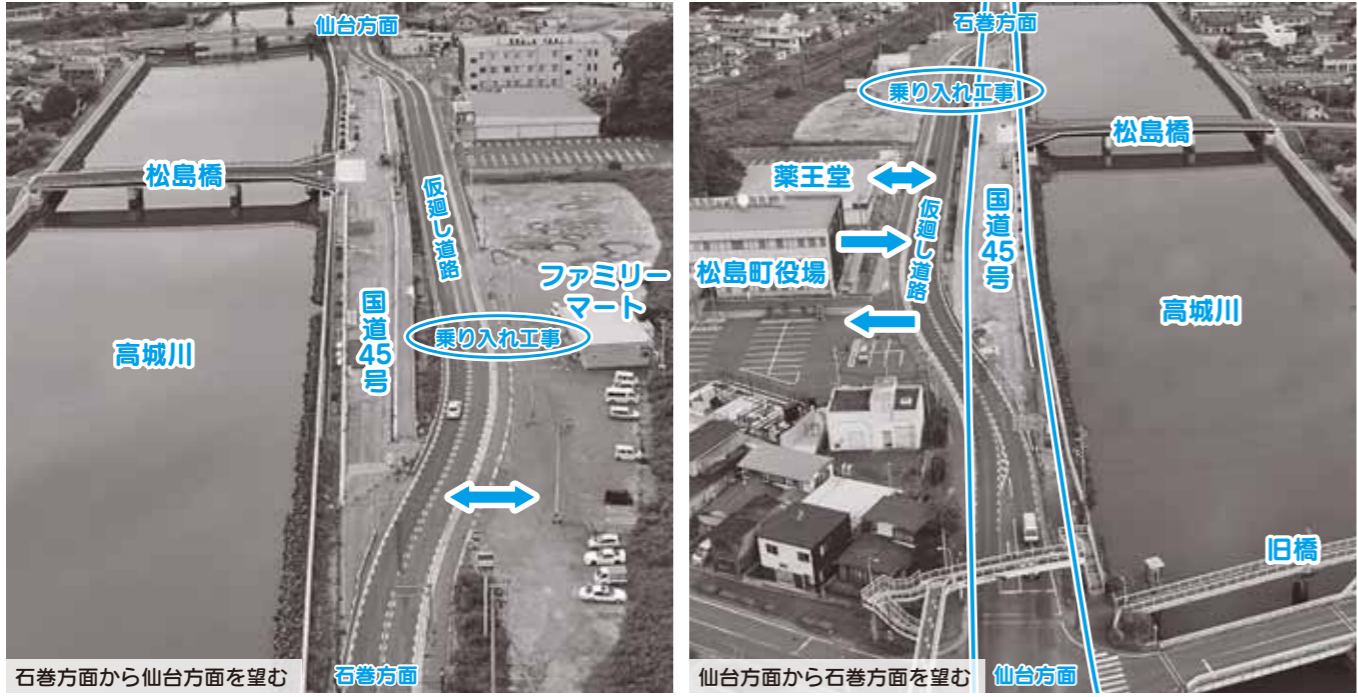 仙台方面
松島橋
仮廻し道路
ファミリー
マート
国道45号
乗り入れ工事
高城川
石巻方面から仙台方面を望む
石巻方面
石巻方面
乗り入れ工事
松島橋
薬王堂
仮廻し道路
国道45号
松島町役場
高城川
旧橋
仙台方面から石巻方面を望む
仙台方面